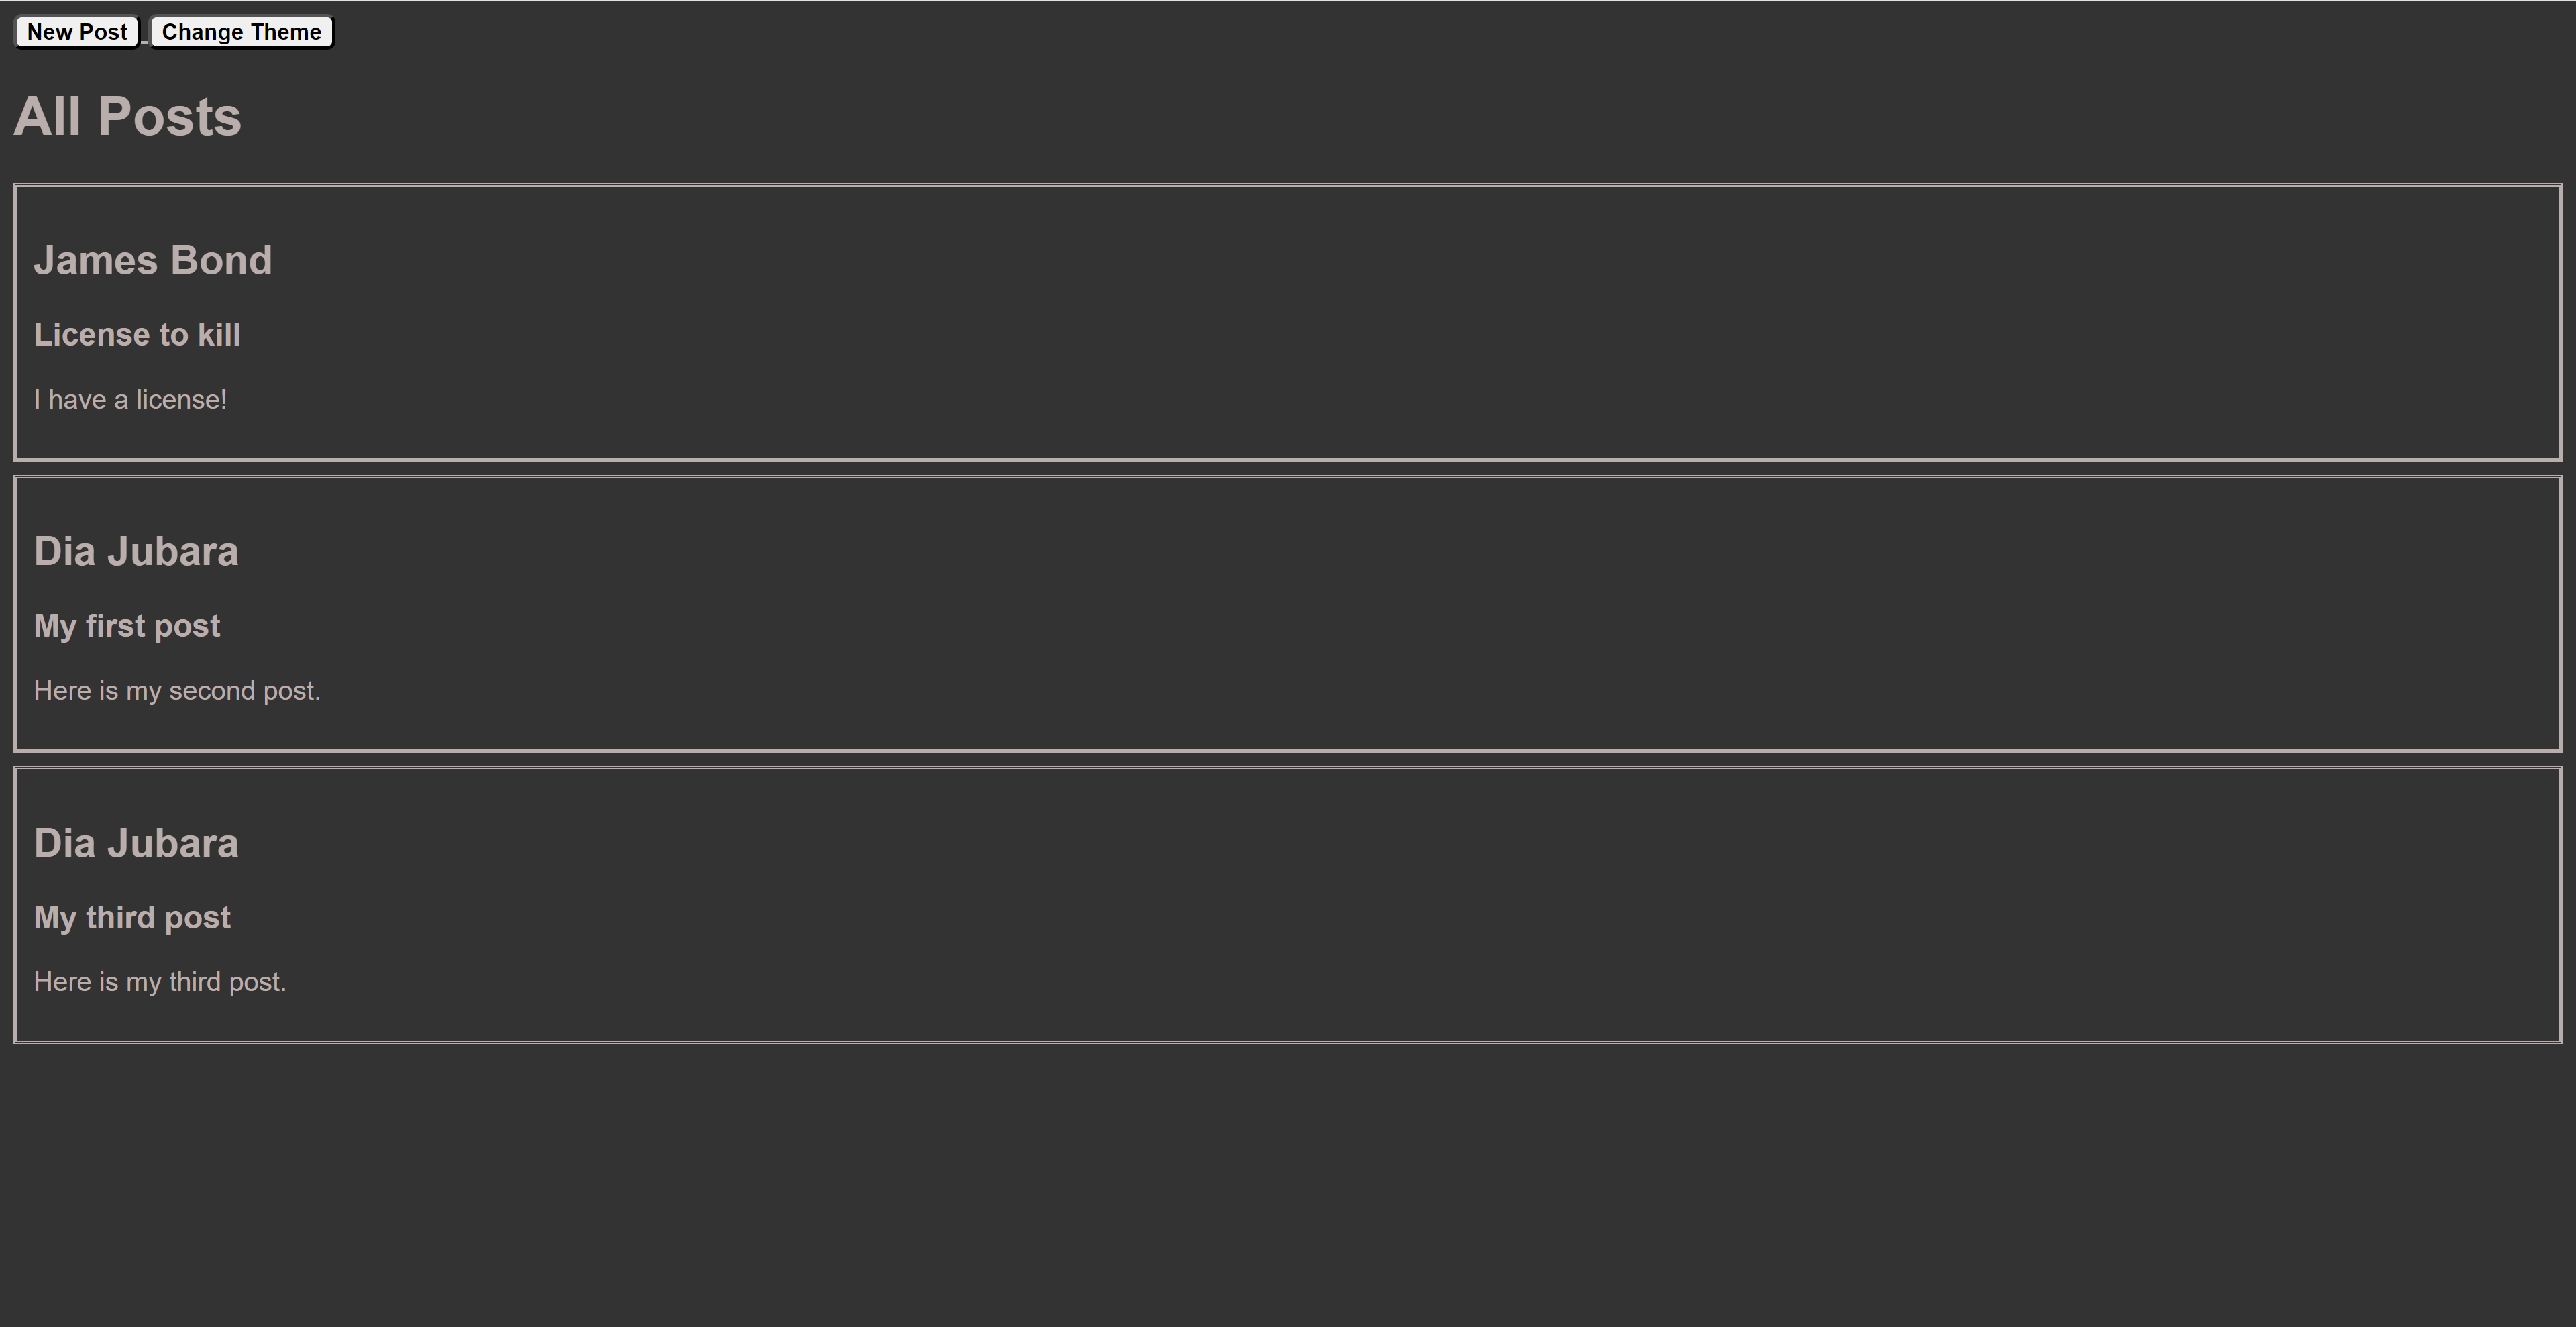 New Post Change Theme
All Posts
James Bond
License to kill
I have a license!
Dia Jubara
My first post
Here is my second post.
Dia Jubara
My third post
Here is my third post.